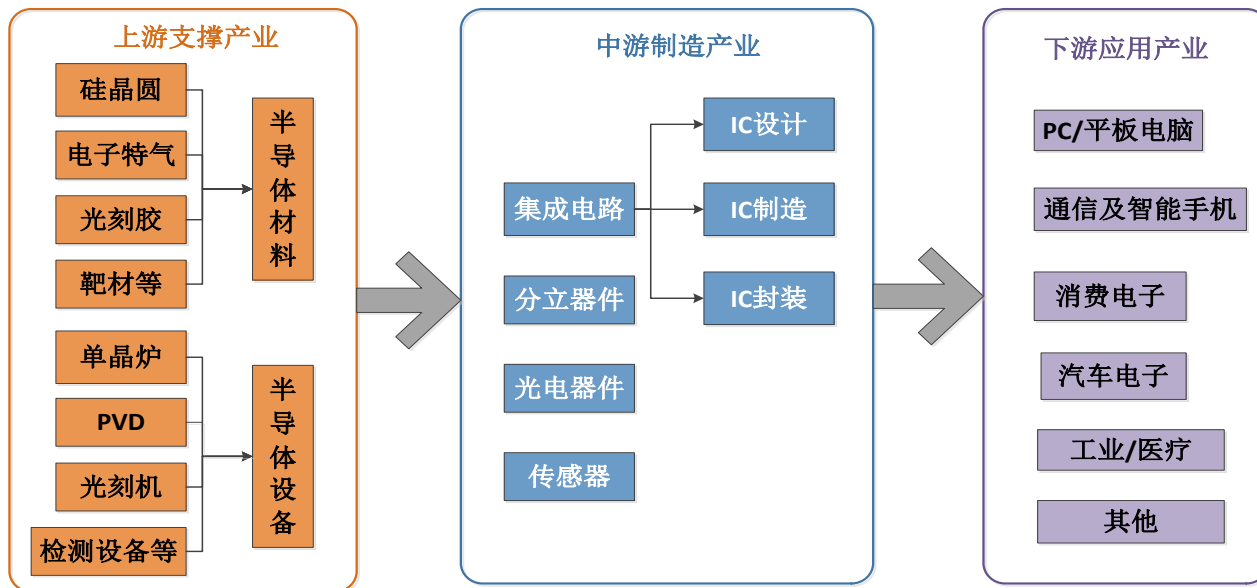 上游支撑产业
硅晶圆
电子特气
光刻胶
靶材等
半导体材料
单晶炉
PVD
光刻机
检测设备等
半导体设备
中游制造产业
集成电路
IC设计
IC制造
IC封装
分立器件
光电器件
传感器
下游应用产业
PC/平板电脑
通信及智能手机
消费电子
汽车电子
工业/医疗
其他